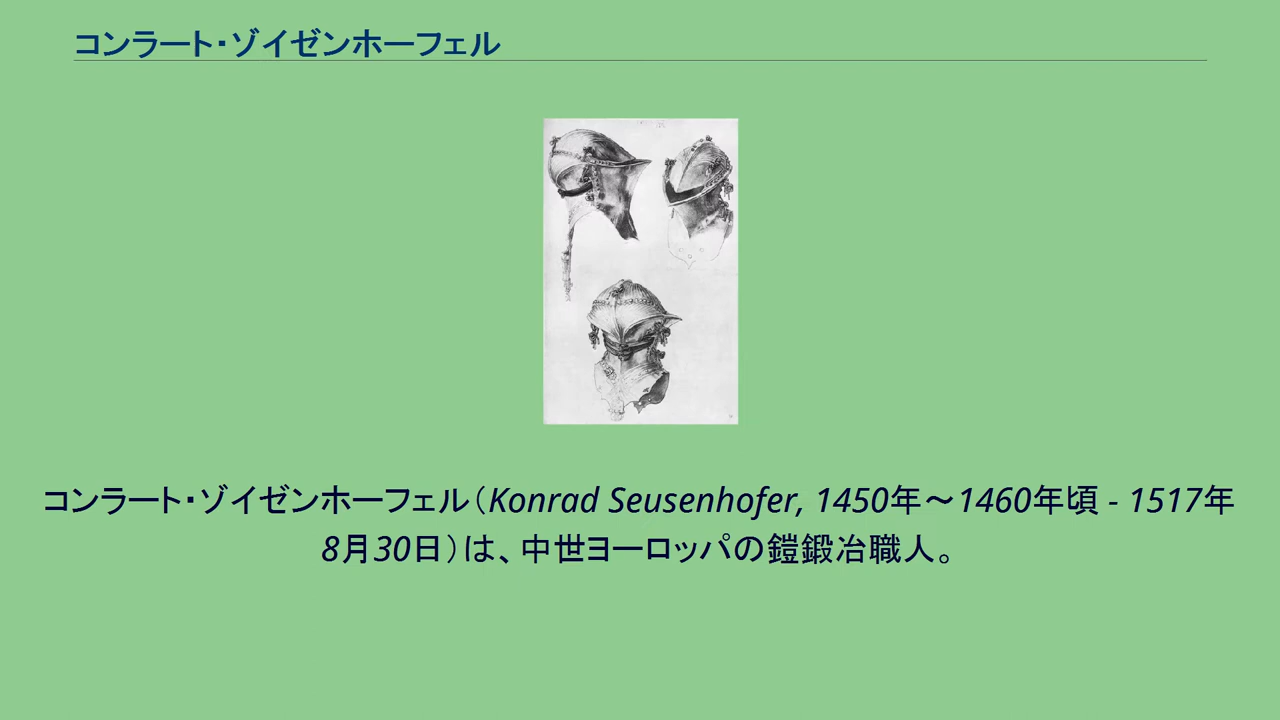 コンラート・ゾイゼンホーフェル
コンラート・ゾイゼンホーフェル（Konrad Seusenhofer, 1450年〜1460年頃 - 1517年
8月30日）は、中世ヨーロッパの鎧鍛冶職人。